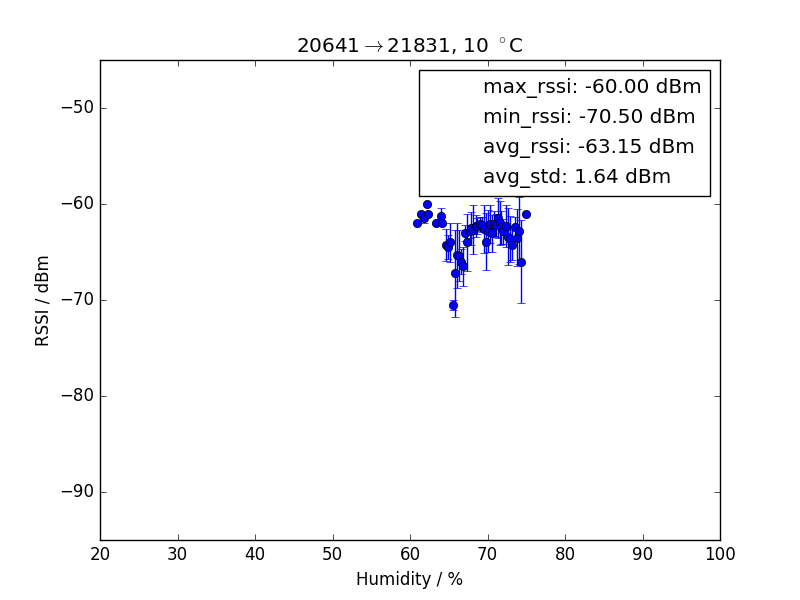 20641→21831, 10 °C
max_rssi: -60.00 dBm
min_rssi: -70.50 dBm
avg_rssi: -63.15 dBm
avg_std: 1.64 dBm
RSSI / dBm
−50
−60
−70
−80
−90
20 30 40 50 60 70 80 90 100
Humidity / %